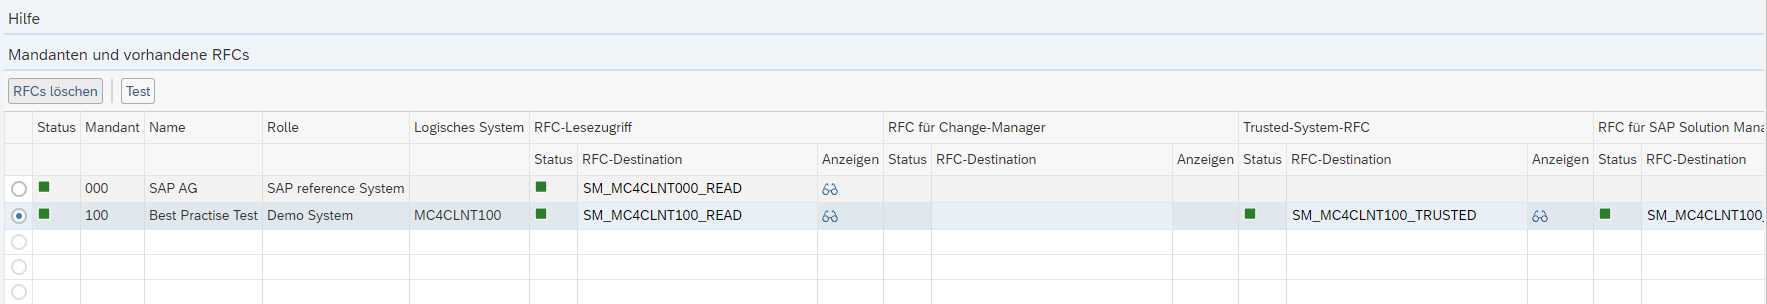 Hilfe
Mandanten und vorhandene RFCs
RFCs löschen Test
Status Mandant Name Rolle Logisches System RFC-Lesezugriff RFC für Change-Manager Trusted-System-RFC RFC für SAP Solution Mana
Status RFC-Destination Anzeigen Status RFC-Destination Anzeigen Status RFC-Destination Anzeigen Status RFC-Destination
000 SAP AG SAP reference System SM_MC4CLNT000_READ
100 Best Practise Test Demo System MC4CLNT100 SM_MC4CLNT100_READ SM_MC4CLNT100_TRUSTED SM_MC4CLNT100_